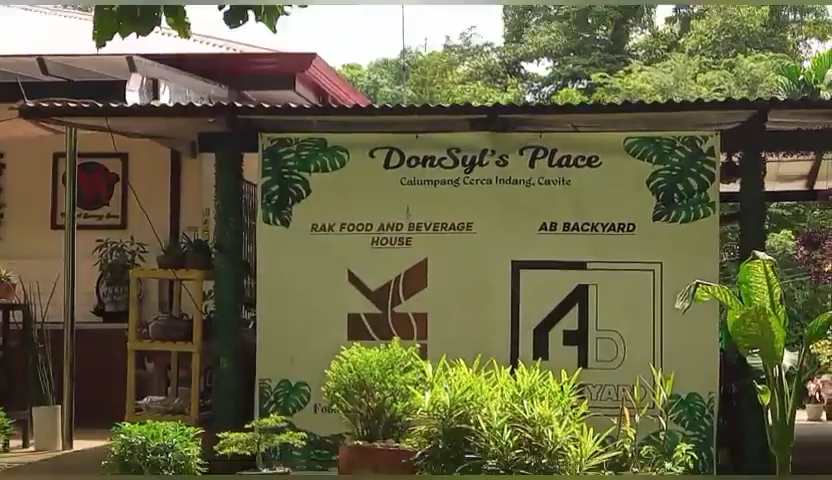 DonSyl's Place
Calumpang Cerca Indang, Cavite
RAK FOOD AND BEVERAGE
HOUSE
AB BACKYARD
Ab